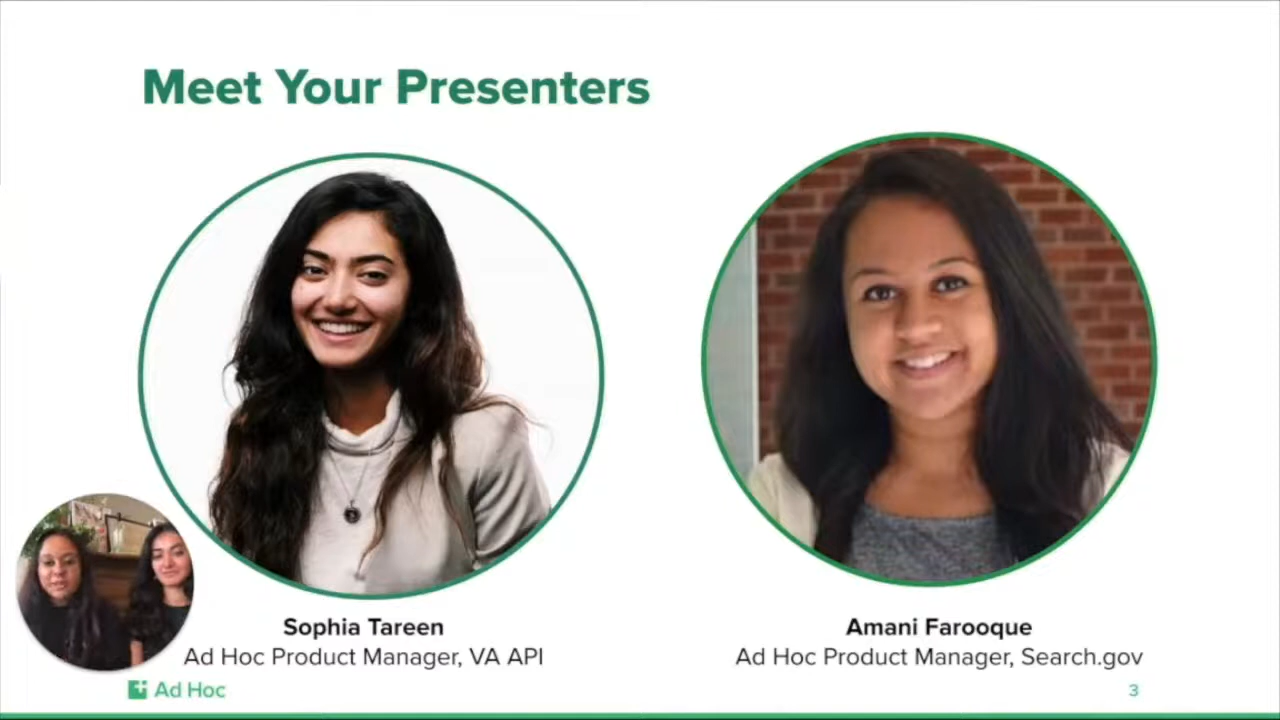 Meet Your Presenters
Sophia Tareen
Ad Hoc Product Manager, VA API
Amani Farooque
Ad Hoc Product Manager, Search.gov
Ad Hoc
3